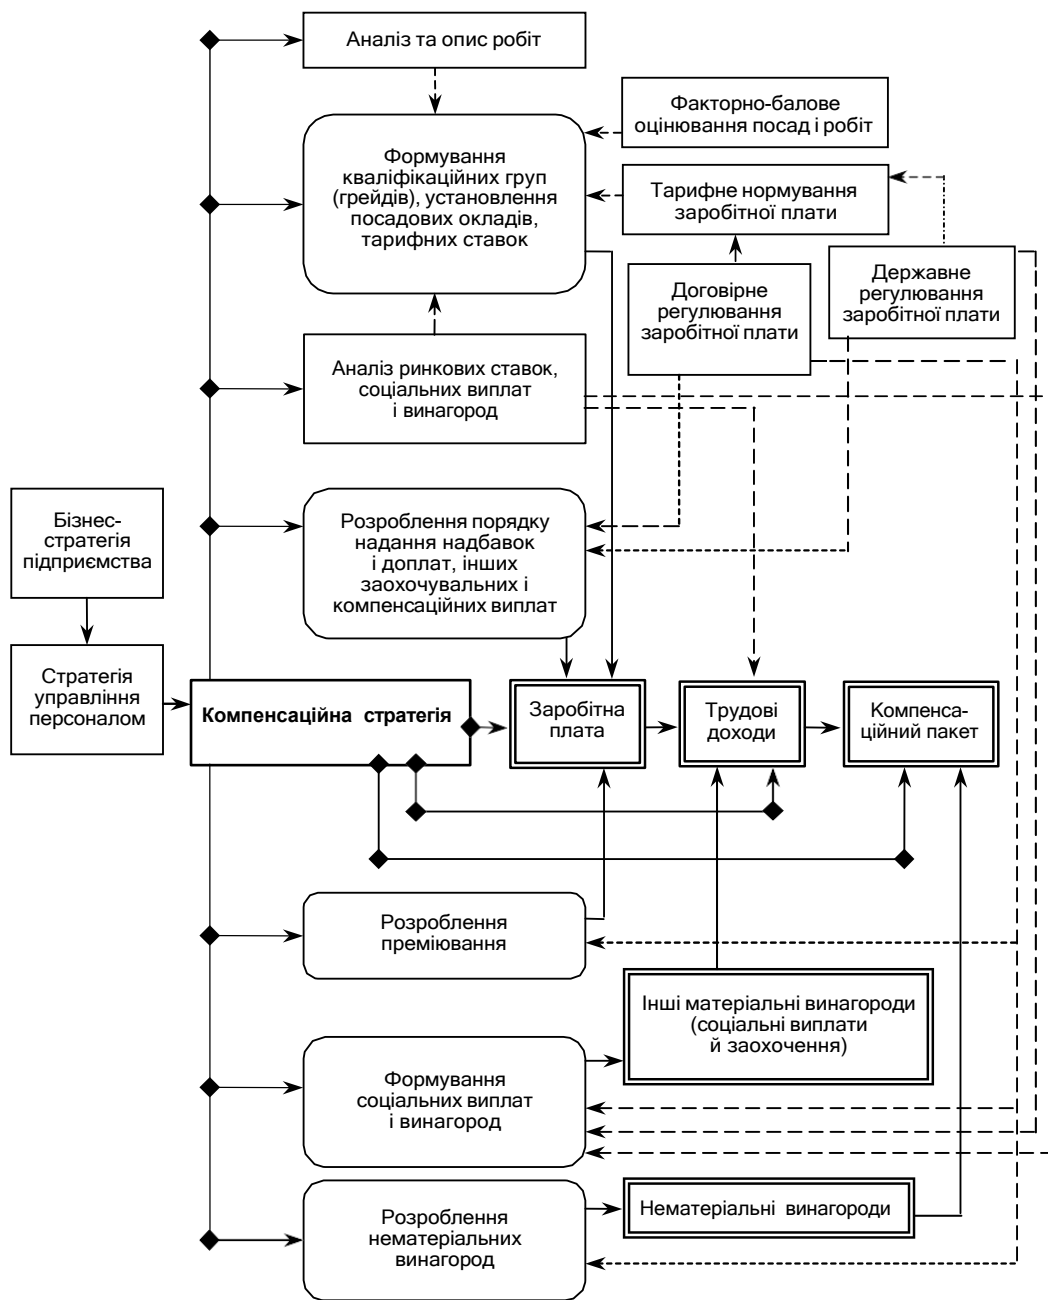 Аналіз та опис робіт
Факторно-балове
оцінювання посад і робіт
Формування
кваліфікаційних груп
(грейдів), установлення
посадових окладів,
тарифних ставок
Тарифне нормування
заробітної плати
Договірне
регулювання
заробітної плати
Державне
регулювання
заробітної плати
Аналіз ринкових ставок,
соціальних виплат
і винагород
Бізнес-
стратегія
підприємства
Розроблення порядку
надання надбавок
і доплат, інших
заохочувальних і
компенсаційних виплат
Стратегія
управління
персоналом
Компенсаційна стратегія
Заробітна
плата
Трудові
доходи
Компенса-
ційний пакет
Розроблення
преміювання
Інші матеріальні винагороди
(соціальні виплати
й заохочення)
Формування
соціальних виплат
і винагород
Розроблення
нематеріальних
винагород
Нематеріальні винагороди